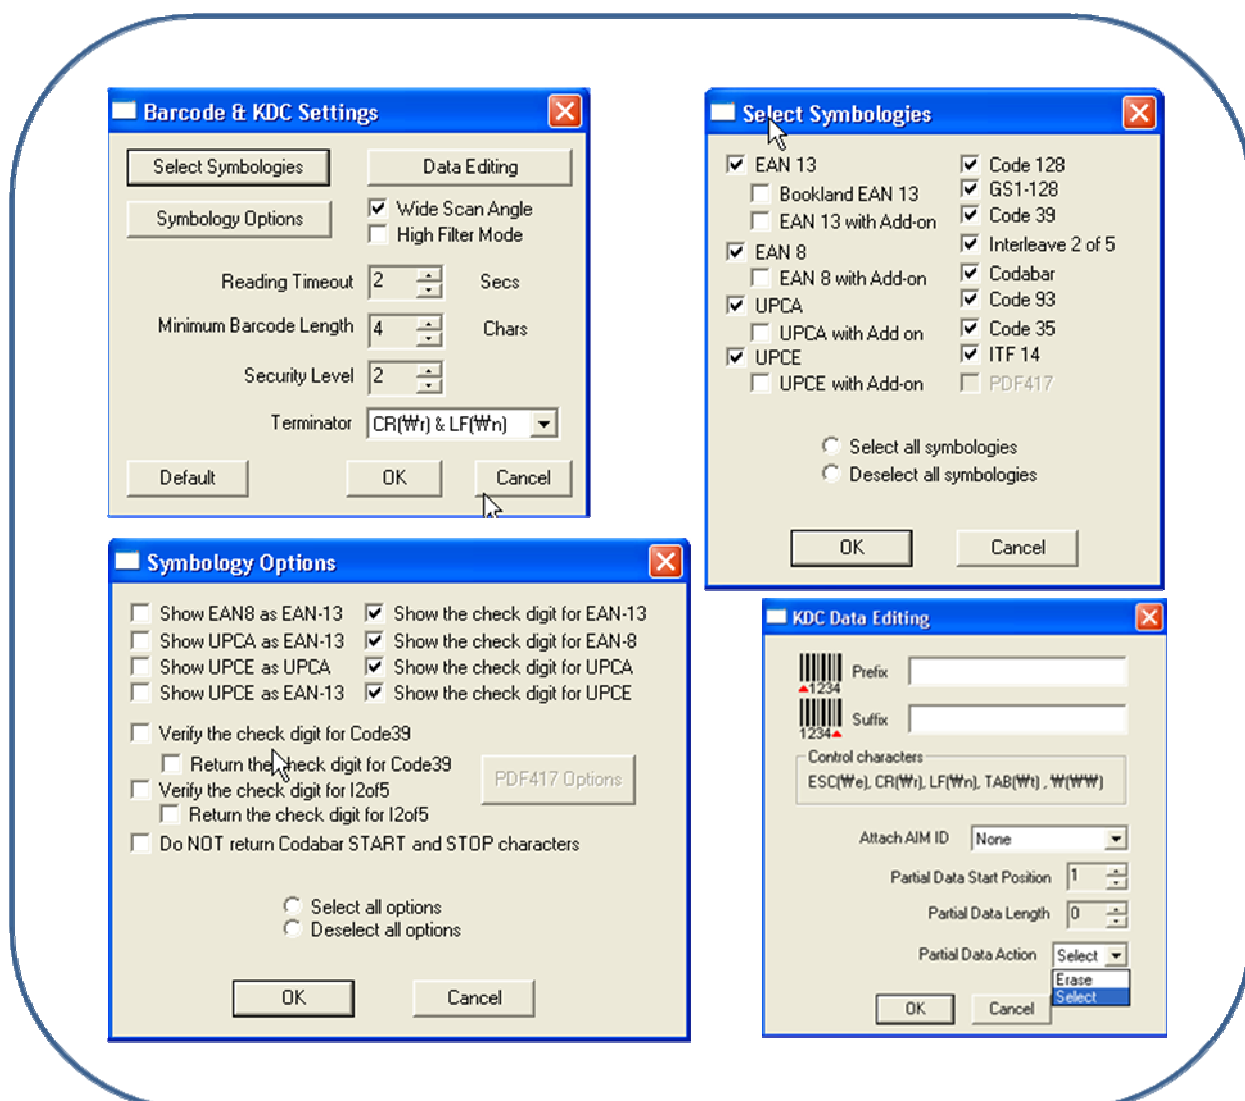 Barcode & KDC Settings
Select Symbologies
Data Editing
Symbology Options
Wide Scan Angle
High Filter Mode
Reading Timeout 2 Secs
Minimum Barcode Length 4 Chars
Security Level 2
Terminator CR(₩r) & LF(₩n)
Default OK Cancel
Select Symbologies
EAN 13
Bookland EAN 13
EAN 13 with Add-on
EAN 8
EAN 8 with Add-on
UPCA
UPCA with Add on
UPCE
UPCE with Add-on
Code 128
GS1-128
Code 39
Interleave 2 of 5
Codabar
Code 93
Code 35
ITF 14
PDF417
Select all symbologies
Deselect all symbologies
OK Cancel
Symbology Options
Show EAN8 as EAN-13 Show the check digit for EAN-13
Show UPCA as EAN-13 Show the check digit for EAN-8
Show UPCE as UPCA Show the check digit for UPCA
Show UPCE as EAN-13 Show the check digit for UPCE
Verify the check digit for Code39
Return the check digit for Code39
Verify the check digit for I2of5
Return the check digit for I2of5
PDF417 Options
Do NOT return Codabar START and STOP characters
Select all options
Deselect all options
OK Cancel
KDC Data Editing
1234 Prefix
1234 Suffix
Control characters
ESC(₩e), CR(₩r), LF(₩n), TAB(₩t) , ₩(₩₩)
Attach AIM ID None
Partial Data Start Position 1
Partial Data Length 0
Partial Data Action Select
Erase
Select
OK Cancel